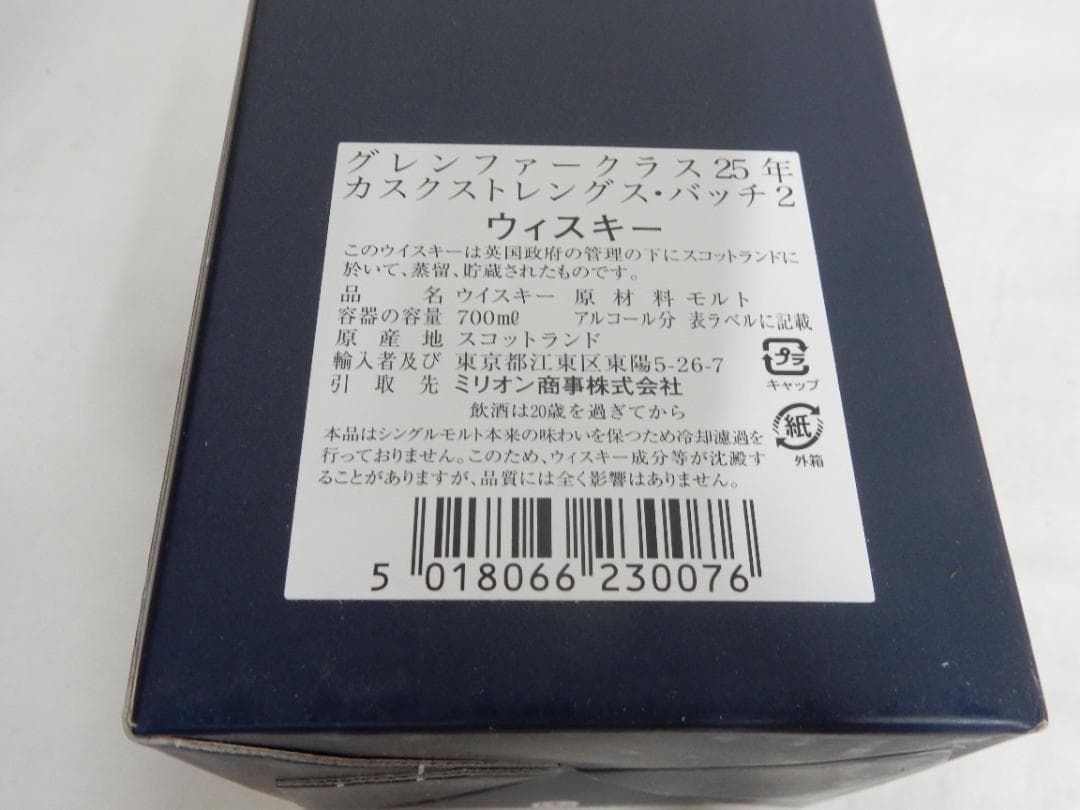 グレンファークラス25年
カスクストレングス・バッチ2
ウィスキー
このウイスキーは英国政府の管理の下にスコットランドに
於いて、蒸留、貯蔵されたものです。
品名 ウイスキー 原材料 モルト
容器の容量 700mℓ アルコール分 表ラベルに記載
原産地 スコットランド
輸入者及び 東京都江東区東陽5-26-7
引取先 ミリオン商事株式会社
プラ
キャップ
飲酒は20歳を過ぎてから
紙
外箱
本品はシングルモルト本来の味わいを保つため冷却濾過を
行っておりません。このため、ウィスキー成分等が沈澱す
ることがありますが、品質には全く影響はありません。
5 018066 230076